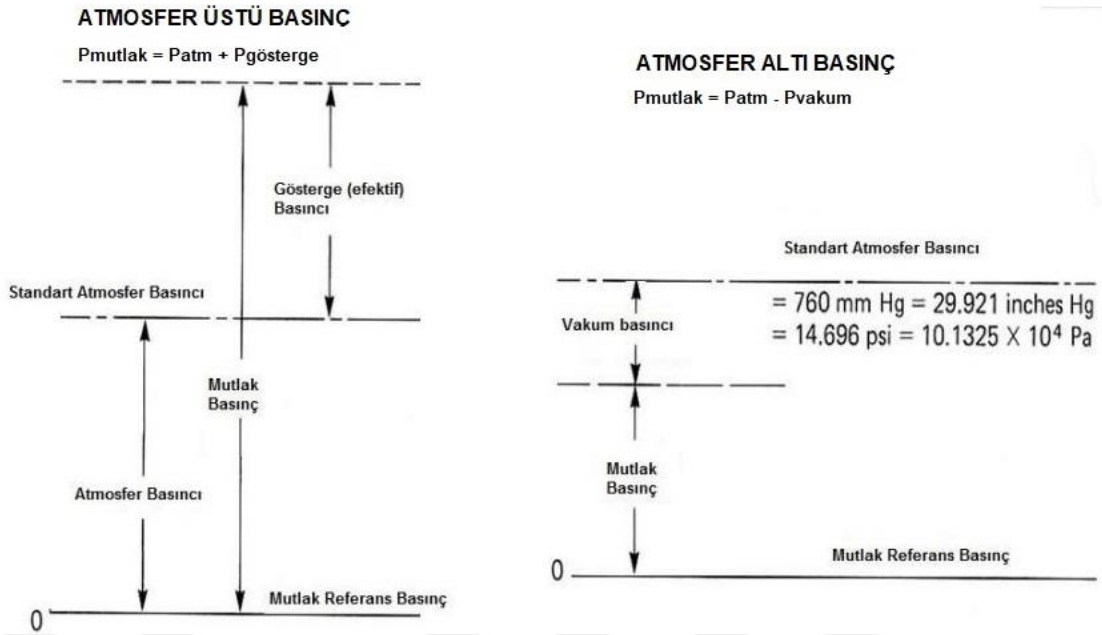 ATMOSFER ÜSTÜ BASINÇ
Pmutlak = Patm + Pgösterge
Gösterge (efektif)
Basıncı
Standart Atmosfer Basıncı
Mutlak
Basınç
Atmosfer Basıncı
Mutlak Referans Basınç
0
ATMOSFER ALTI BASINÇ
Pmutlak = Patm - Pvakum
Standart Atmosfer Basıncı
= 760 mm Hg = 29.921 inches Hg
= 14.696 psi = 10.1325 X 10⁴ Pa
Vakum basıncı
Mutlak
Basınç
Mutlak Referans Basınç
0